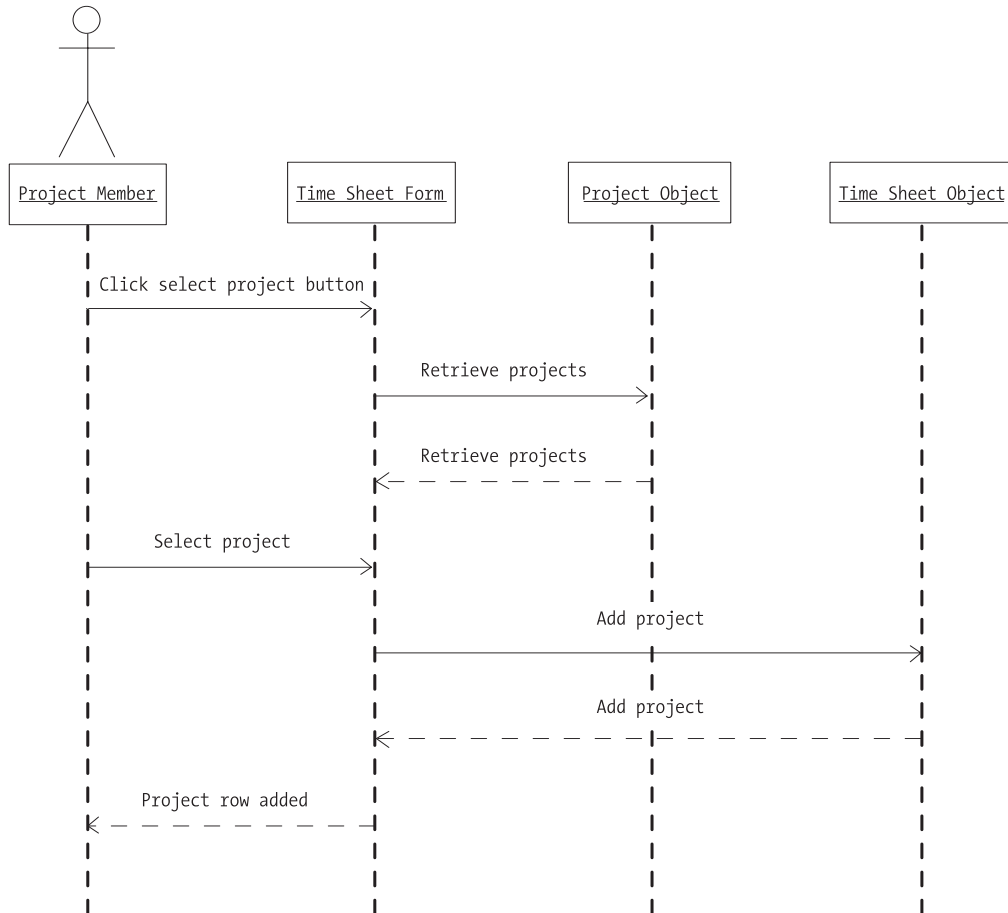 Project Member
Time Sheet Form
Project Object
Time Sheet Object
Click select project button
Retrieve projects
Retrieve projects
Select project
Add project
Add project
Project row added